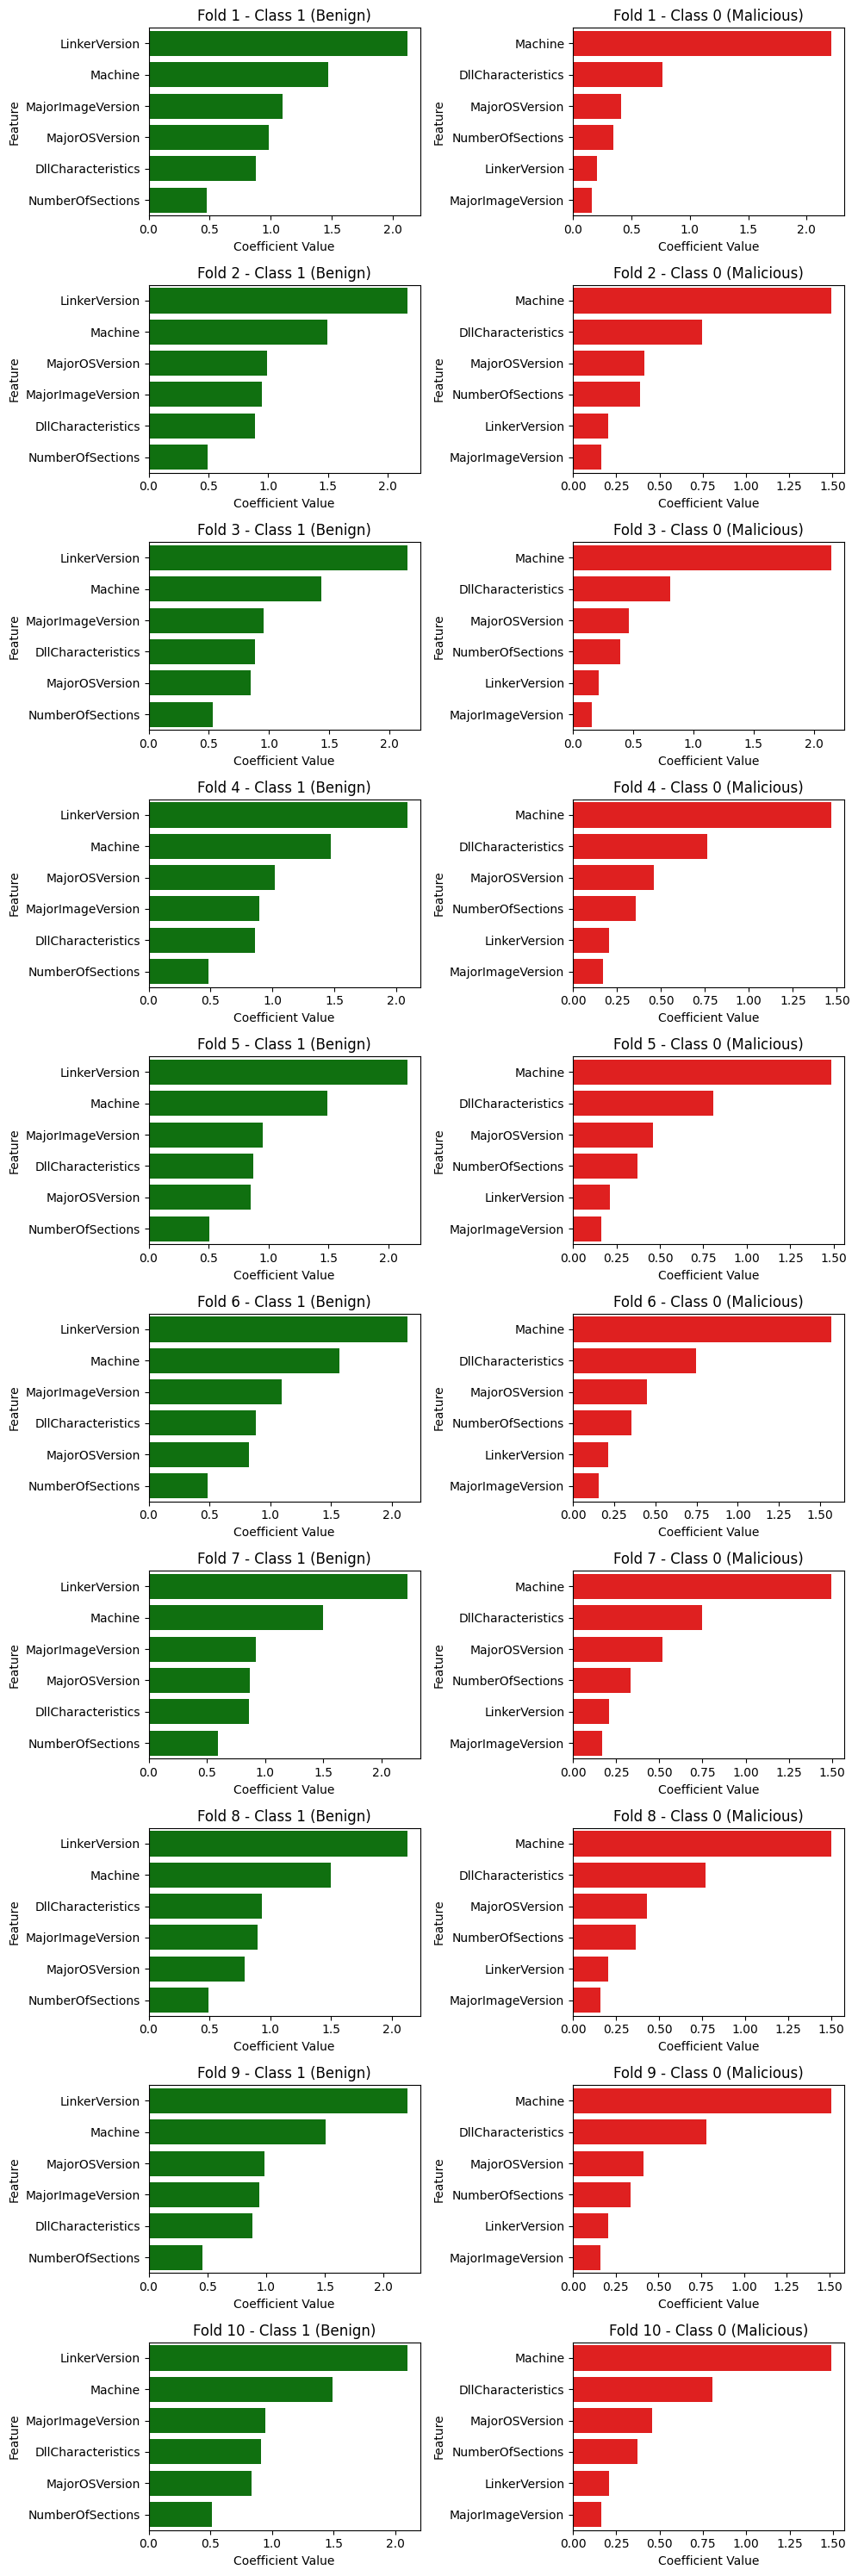 Fold 1 - Class 1 (Benign)
LinkerVersion
Machine
MajorImageVersion
MajorOSVersion
DllCharacteristics
NumberOfSections
Feature
0.0 0.5 1.0 1.5 2.0
Coefficient Value
Fold 1 - Class 0 (Malicious)
Machine
DllCharacteristics
MajorOSVersion
NumberOfSections
LinkerVersion
MajorImageVersion
Feature
0.0 0.5 1.0 1.5 2.0
Coefficient Value
Fold 2 - Class 1 (Benign)
LinkerVersion
Machine
MajorOSVersion
MajorImageVersion
DllCharacteristics
NumberOfSections
Feature
0.0 0.5 1.0 1.5 2.0
Coefficient Value
Fold 2 - Class 0 (Malicious)
Machine
DllCharacteristics
MajorOSVersion
NumberOfSections
LinkerVersion
MajorImageVersion
Feature
0.00 0.25 0.50 0.75 1.00 1.25 1.50
Coefficient Value
Fold 3 - Class 1 (Benign)
LinkerVersion
Machine
MajorImageVersion
DllCharacteristics
MajorOSVersion
NumberOfSections
Feature
0.0 0.5 1.0 1.5 2.0
Coefficient Value
Fold 3 - Class 0 (Malicious)
Machine
DllCharacteristics
MajorOSVersion
NumberOfSections
LinkerVersion
MajorImageVersion
Feature
0.0 0.5 1.0 1.5 2.0
Coefficient Value
Fold 4 - Class 1 (Benign)
LinkerVersion
Machine
MajorOSVersion
MajorImageVersion
DllCharacteristics
NumberOfSections
Feature
0.0 0.5 1.0 1.5 2.0
Coefficient Value
Fold 4 - Class 0 (Malicious)
Machine
DllCharacteristics
MajorOSVersion
NumberOfSections
LinkerVersion
MajorImageVersion
Feature
0.00 0.25 0.50 0.75 1.00 1.25 1.50
Coefficient Value
Fold 5 - Class 1 (Benign)
LinkerVersion
Machine
MajorImageVersion
DllCharacteristics
MajorOSVersion
NumberOfSections
Feature
0.0 0.5 1.0 1.5 2.0
Coefficient Value
Fold 5 - Class 0 (Malicious)
Machine
DllCharacteristics
MajorOSVersion
NumberOfSections
LinkerVersion
MajorImageVersion
Feature
0.00 0.25 0.50 0.75 1.00 1.25 1.50
Coefficient Value
Fold 6 - Class 1 (Benign)
LinkerVersion
Machine
MajorImageVersion
DllCharacteristics
MajorOSVersion
NumberOfSections
Feature
0.0 0.5 1.0 1.5 2.0
Coefficient Value
Fold 6 - Class 0 (Malicious)
Machine
DllCharacteristics
MajorOSVersion
NumberOfSections
LinkerVersion
MajorImageVersion
Feature
0.00 0.25 0.50 0.75 1.00 1.25 1.50
Coefficient Value
Fold 7 - Class 1 (Benign)
LinkerVersion
Machine
MajorImageVersion
MajorOSVersion
DllCharacteristics
NumberOfSections
Feature
0.0 0.5 1.0 1.5 2.0
Coefficient Value
Fold 7 - Class 0 (Malicious)
Machine
DllCharacteristics
MajorOSVersion
NumberOfSections
LinkerVersion
MajorImageVersion
Feature
0.00 0.25 0.50 0.75 1.00 1.25 1.50
Coefficient Value
Fold 8 - Class 1 (Benign)
LinkerVersion
Machine
DllCharacteristics
MajorImageVersion
MajorOSVersion
NumberOfSections
Feature
0.0 0.5 1.0 1.5 2.0
Coefficient Value
Fold 8 - Class 0 (Malicious)
Machine
DllCharacteristics
MajorOSVersion
NumberOfSections
LinkerVersion
MajorImageVersion
Feature
0.00 0.25 0.50 0.75 1.00 1.25 1.50
Coefficient Value
Fold 9 - Class 1 (Benign)
LinkerVersion
Machine
MajorOSVersion
MajorImageVersion
DllCharacteristics
NumberOfSections
Feature
0.0 0.5 1.0 1.5 2.0
Coefficient Value
Fold 9 - Class 0 (Malicious)
Machine
DllCharacteristics
MajorOSVersion
NumberOfSections
LinkerVersion
MajorImageVersion
Feature
0.00 0.25 0.50 0.75 1.00 1.25 1.50
Coefficient Value
Fold 10 - Class 1 (Benign)
LinkerVersion
Machine
MajorImageVersion
DllCharacteristics
MajorOSVersion
NumberOfSections
Feature
0.0 0.5 1.0 1.5 2.0
Coefficient Value
Fold 10 - Class 0 (Malicious)
Machine
DllCharacteristics
MajorOSVersion
NumberOfSections
LinkerVersion
MajorImageVersion
Feature
0.00 0.25 0.50 0.75 1.00 1.25 1.50
Coefficient Value